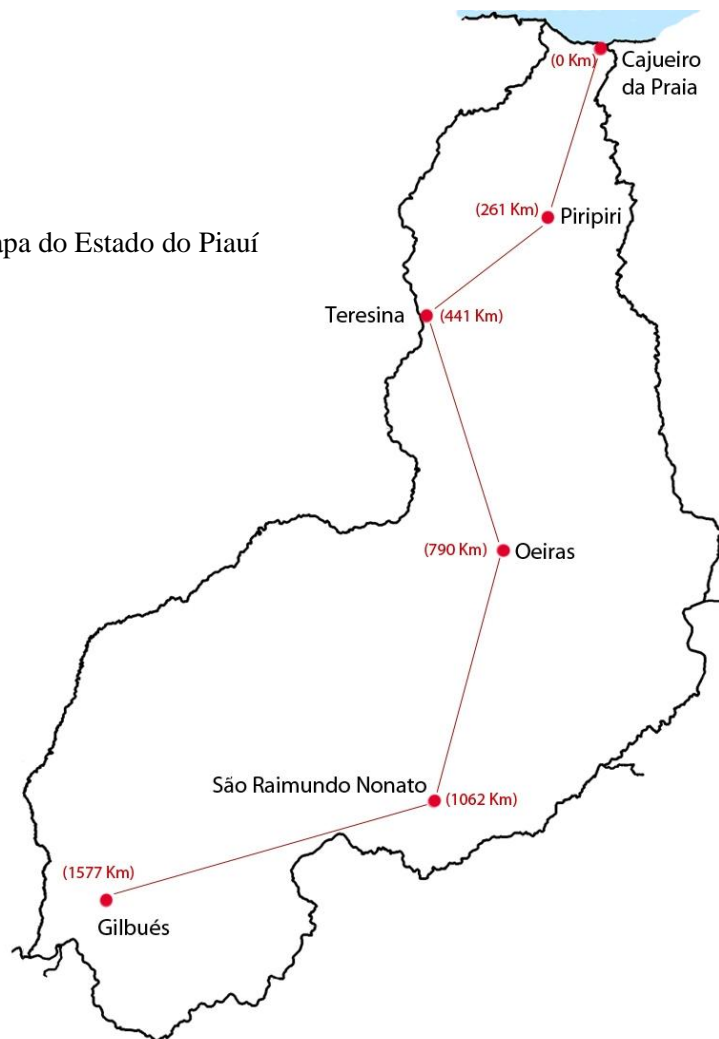 (0 Km)
Cajueiro
da Praia
(261 Km)
Piripiri
do Estado do Piauí
Teresina
(441 Km)
(790 Km)
Oeiras
São Raimundo Nonato
(1062 Km)
(1577 Km)
Gilbués